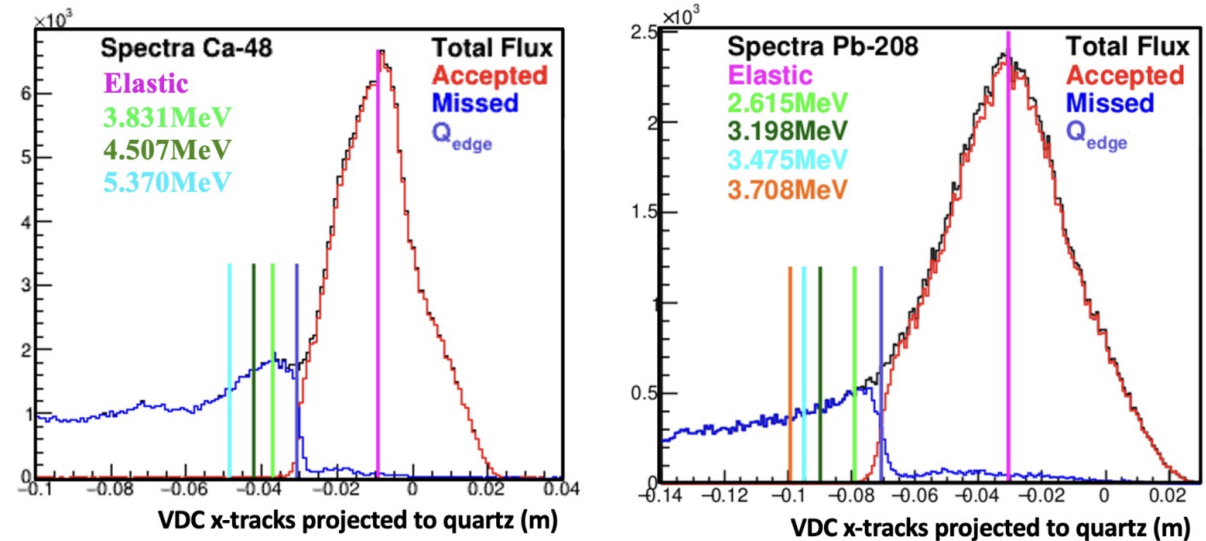 ×10³
Spectra Ca-48
Total Flux
Elastic
Accepted
3.831MeV
Missed
4.507MeV
Q_edge
5.370MeV
6
5
4
3
2
1
0
−0.1 −0.08 −0.06 −0.04 −0.02 0 0.02 0.04
VDC x-tracks projected to quartz (m)
×10³
Spectra Pb-208
Total Flux
Elastic
Accepted
2.615MeV
Missed
3.198MeV
Q_edge
3.475MeV
3.708MeV
2.5
2
1.5
1
0.5
0
−0.14 −0.12 −0.1 −0.08 −0.06 −0.04 −0.02 0 0.02
VDC x-tracks projected to quartz (m)